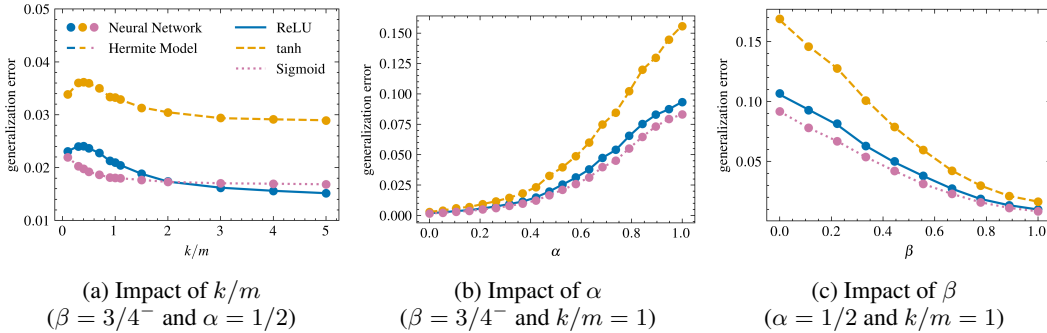 Neural Network
Hermite Model
ReLU
tanh
Sigmoid
generalization error
0.05
0.04
0.03
0.02
0.01
0 1 2 3 4 5
k/m
(a) Impact of k/m
(β = 3/4⁻ and α = 1/2)
generalization error
0.150
0.125
0.100
0.075
0.050
0.025
0.000
0.0 0.2 0.4 0.6 0.8 1.0
α
(b) Impact of α
(β = 3/4⁻ and k/m = 1)
generalization error
0.15
0.10
0.05
0.0 0.2 0.4 0.6 0.8 1.0
β
(c) Impact of β
(α = 1/2 and k/m = 1)